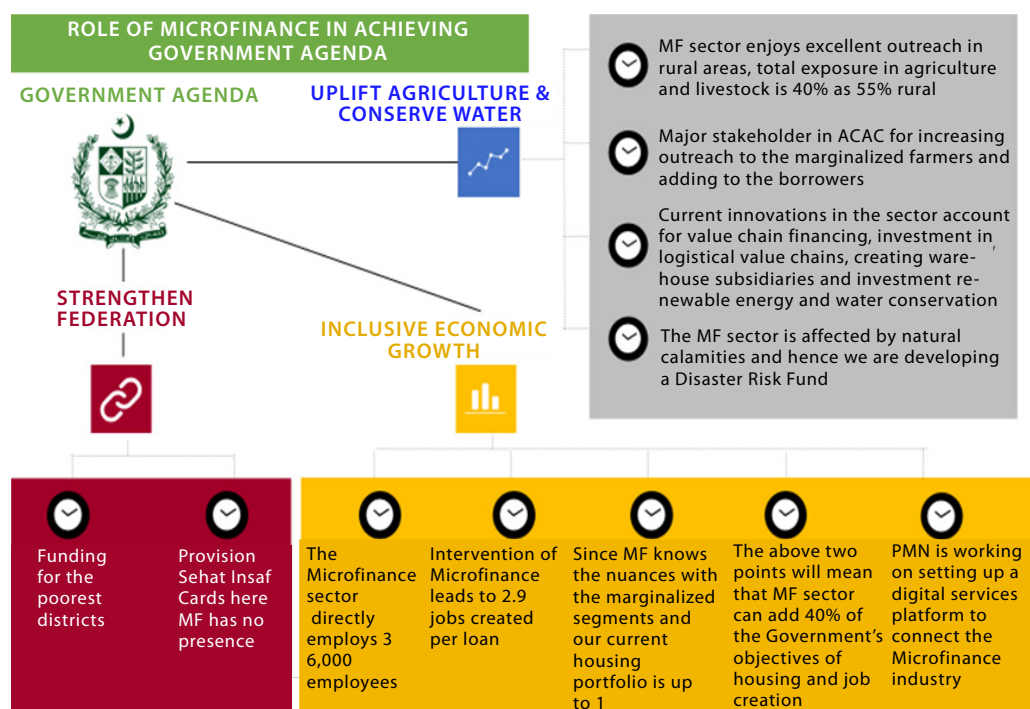 ROLE OF MICROFINANCE IN ACHIEVING
GOVERNMENT AGENDA
GOVERNMENT AGENDA
UPLIFT AGRICULTURE &
CONSERVE WATER
MF sector enjoys excellent outreach in
rural areas, total exposure in agriculture
and livestock is 40% as 55% rural
Major stakeholder in ACAC for increasing
outreach to the marginalized farmers and
adding to the borrowers
Current innovations in the sector account
for value chain financing, investment in,
logistical value chains, creating ware-
house subsidiaries and investment re-
newable energy and water conservation
The MF sector is affected by natural
calamities and hence we are developing
a Disaster Risk Fund
STRENGTHEN
FEDERATION
INCLUSIVE ECONOMIC
GROWTH
Funding
for the
poorest
districts
Provision
Sehat Insaf
Cards here
MF has no
presence
The
Microfinance
sector
directly
employs 3
6,000
employees
Intervention of
Microfinance
leads to 2.9
jobs created
per loan
Since MF knows
the nuances with
the marginalized
segments and
our current
housing
portfolio is up
to 1
The above two
points will mean
that MF sector
can add 40% of
the Government's
objectives of
housing and job
creation
PMN is working
on setting up a
digital services
platform to
connect the
Microfinance
industry